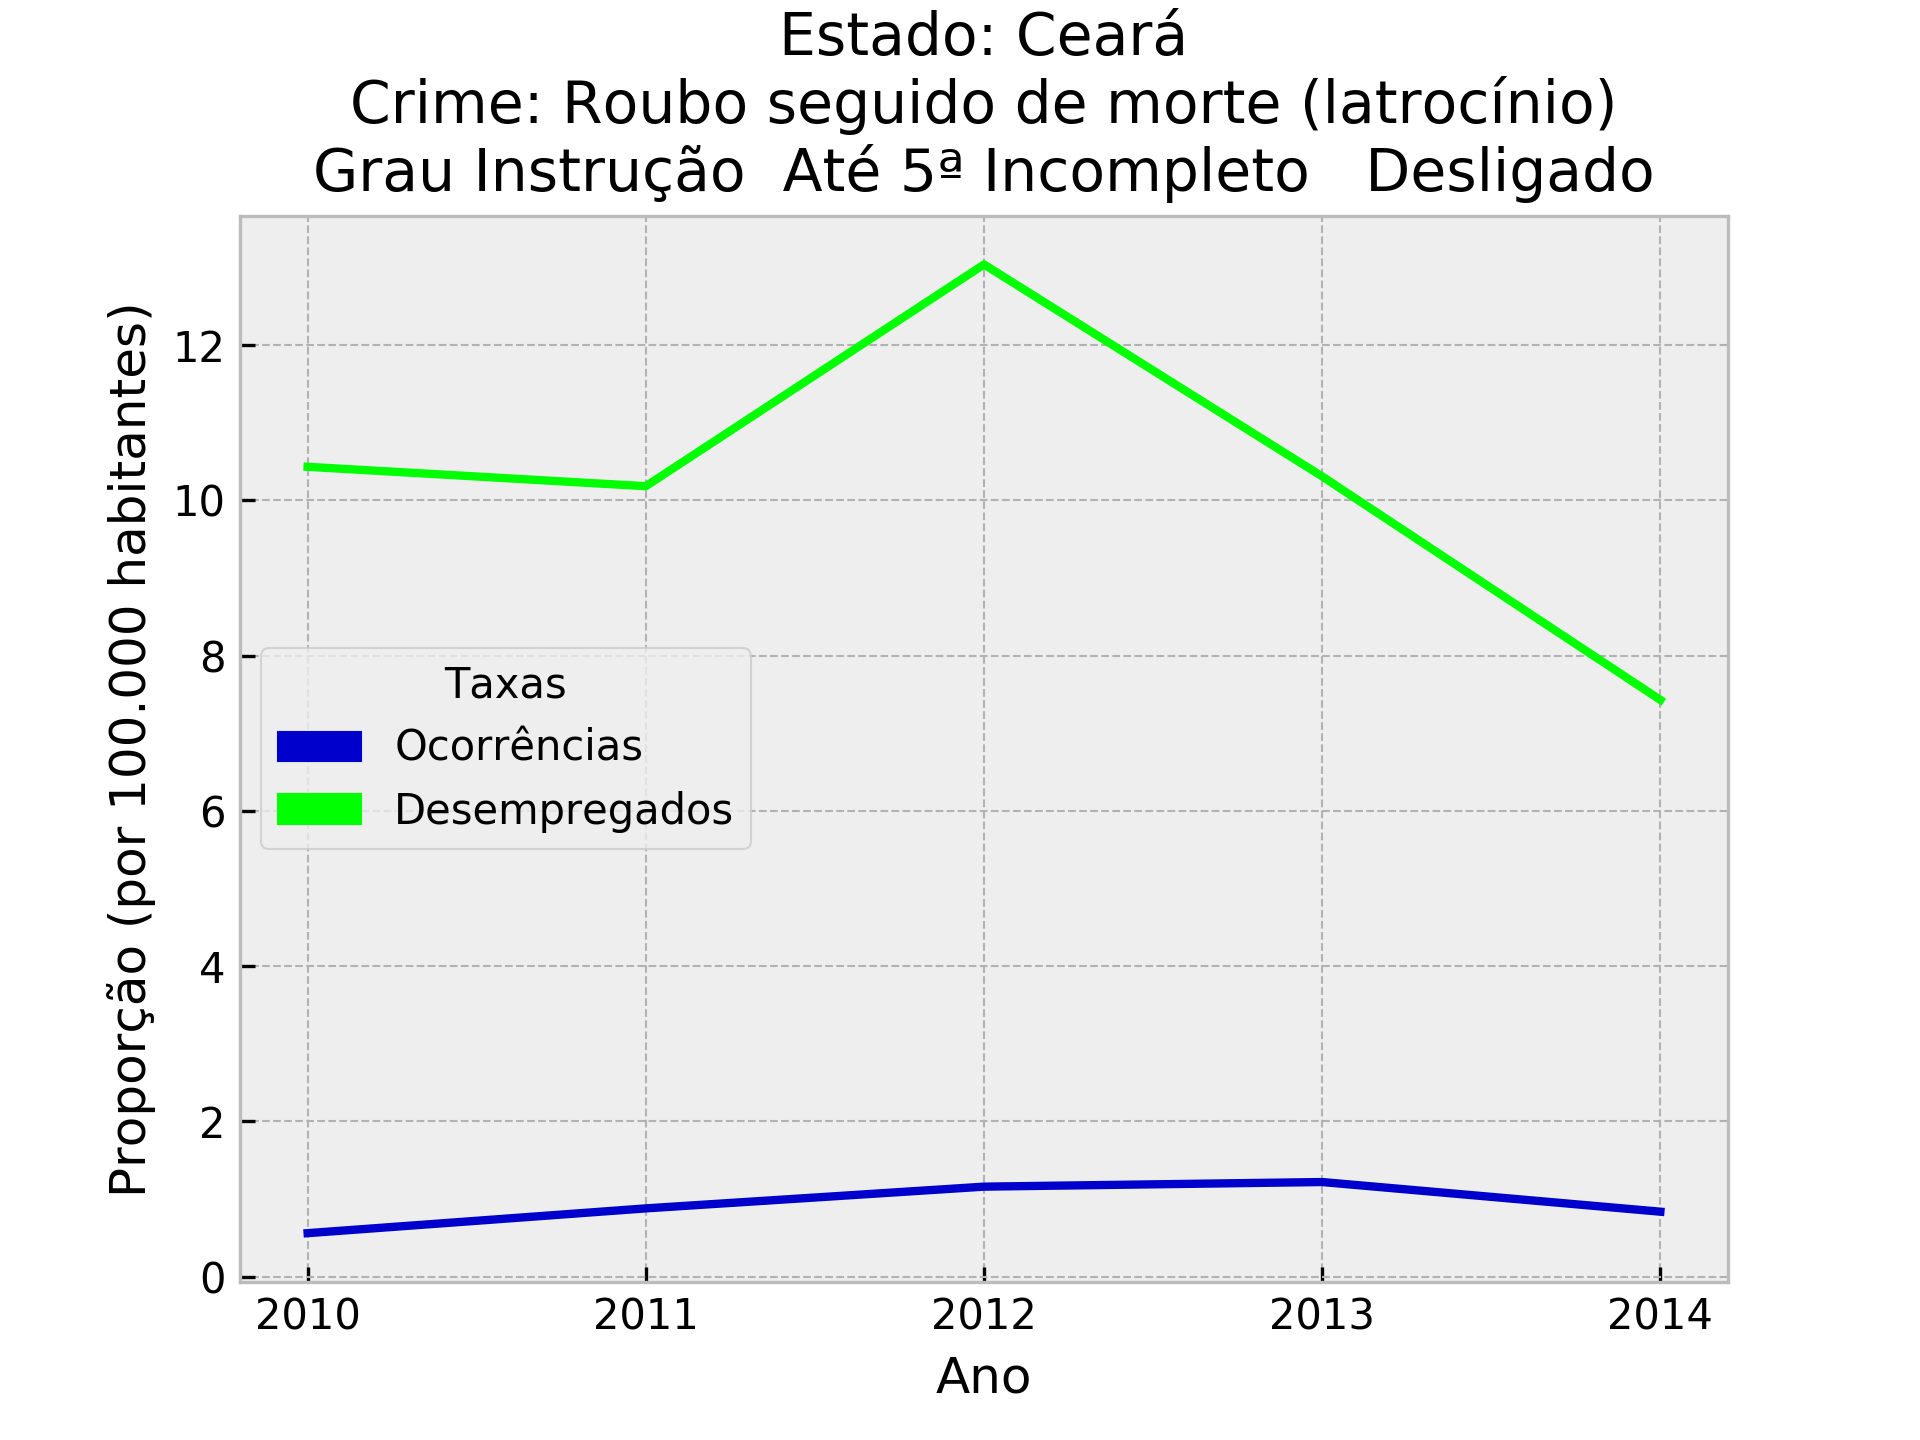 Estado: Ceará
Crime: Roubo seguido de morte (latrocínio)
Grau Instrução  Até 5ª Incompleto   Desligado
Proporção (por 100.000 habitantes)
12
10
8
6
4
2
0
Taxas
Ocorrências
Desempregados
2010 2011 2012 2013 2014
Ano